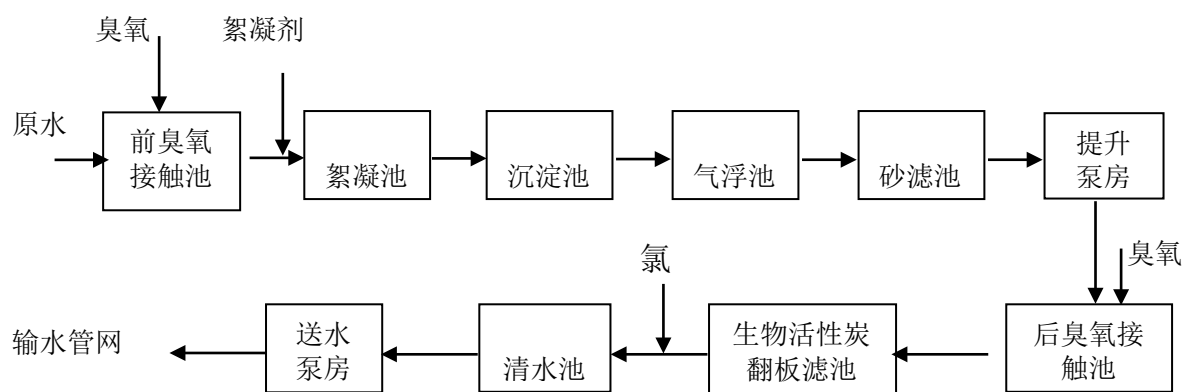 臭氧
絮凝剂
原水
前臭氧
接触池
絮凝池
沉淀池
气浮池
砂滤池
提升
泵房
臭氧
氯
输水管网
送水
泵房
清水池
生物活性炭
翻板滤池
后臭氧接
触池